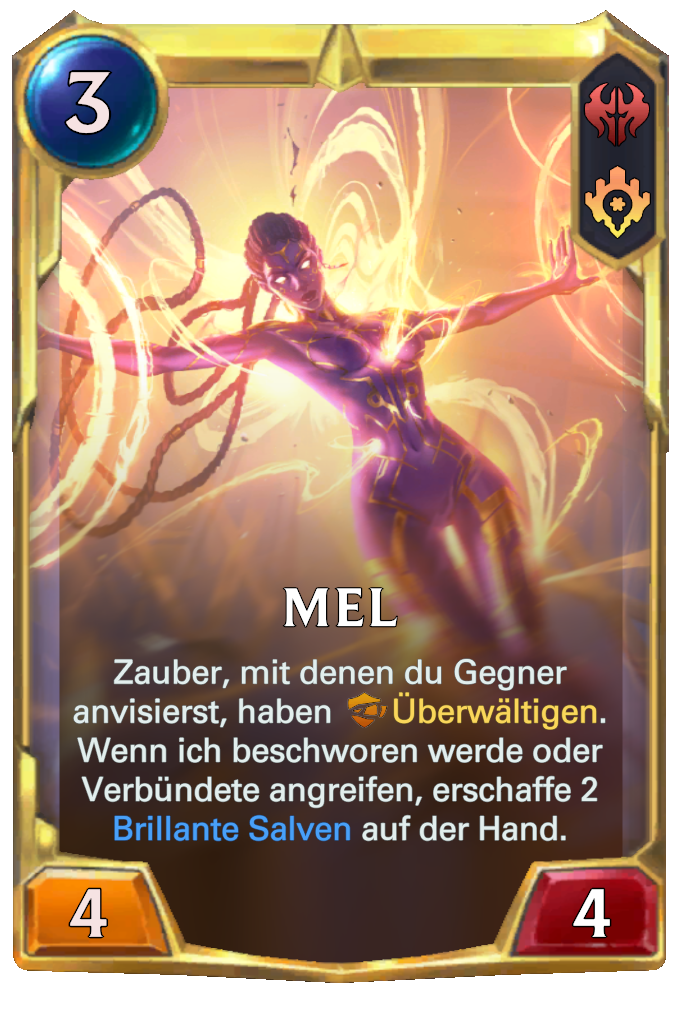 3
MEL
Zauber, mit denen du Gegner
anvisierst, haben Überwältigen.
Wenn ich beschworen werde oder
Verbündete angreifen, erschaffe 2
Brillante Salven auf der Hand.
4
4